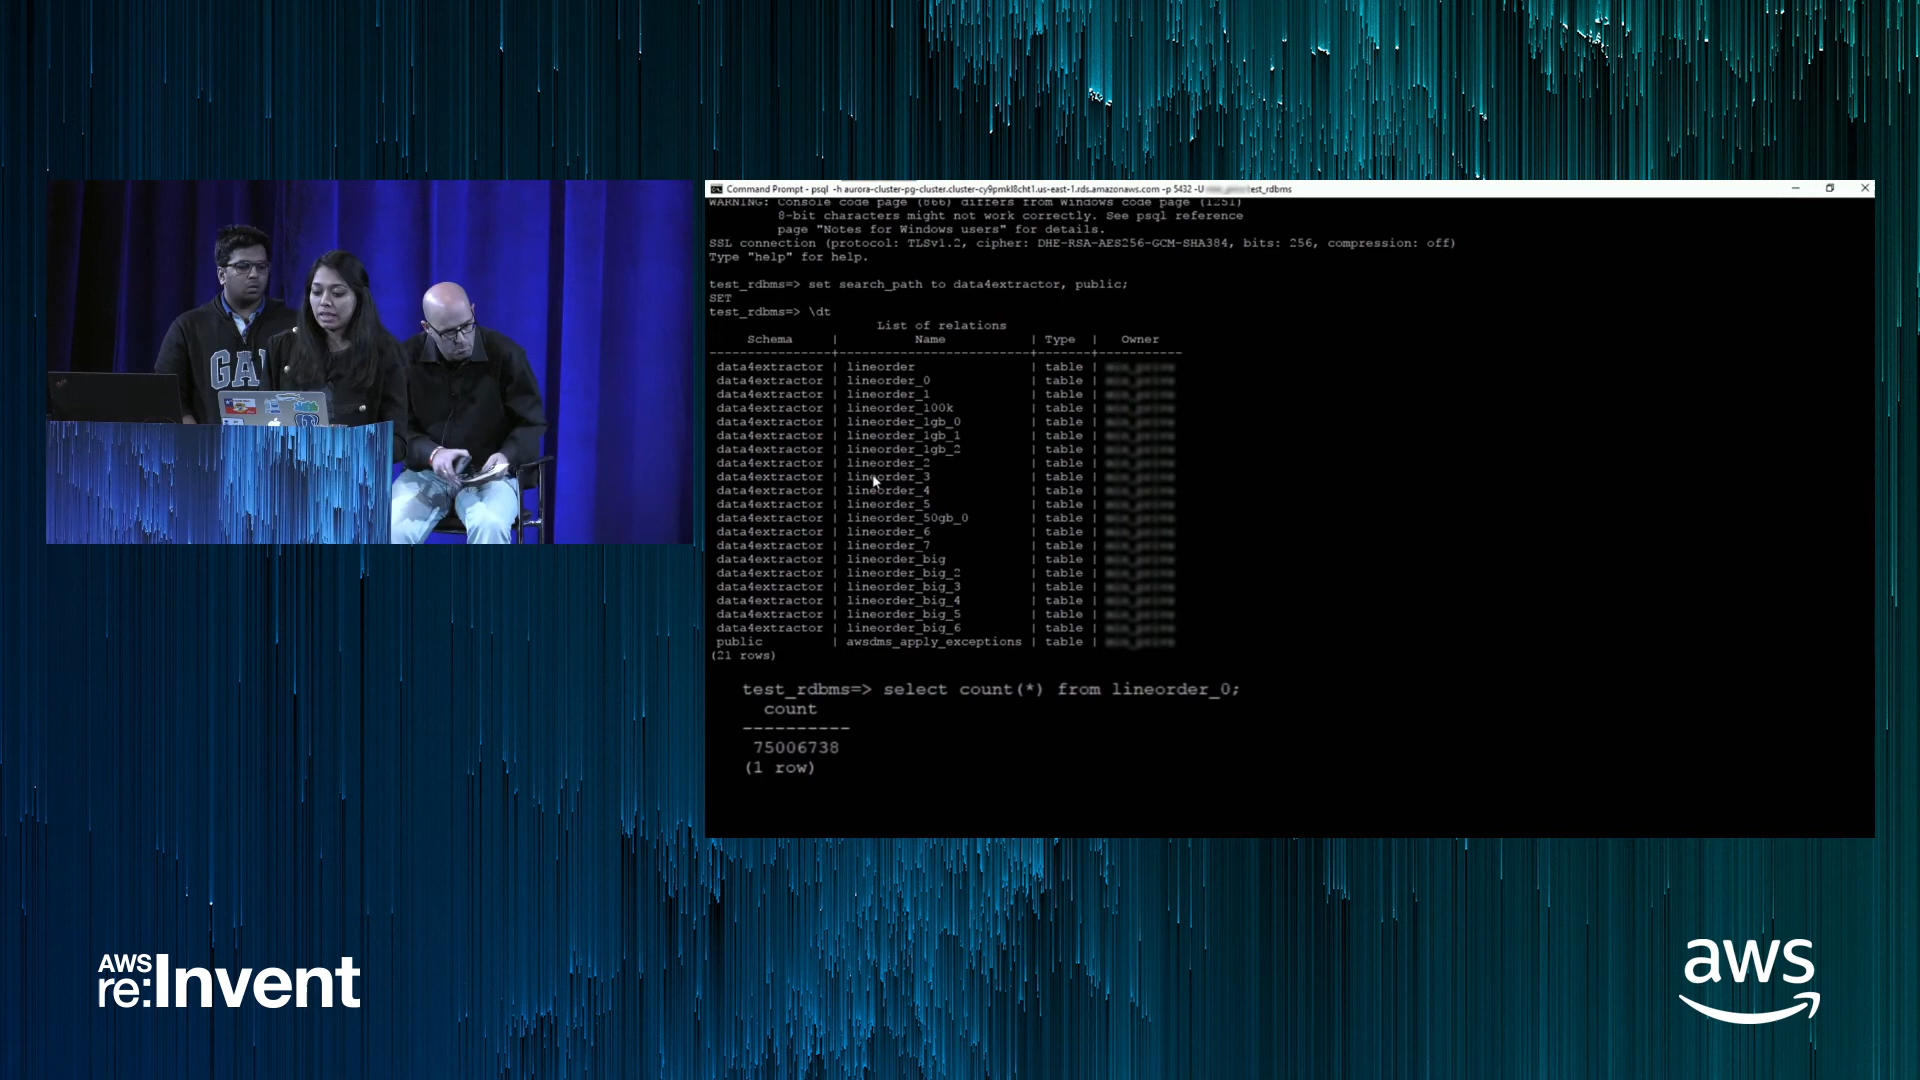 Command Prompt - psql -h aurora-cluster-pg-cluster.cluster-cy9pmkl8cht1.us-east-1.rds.amazonaws.com -p 5432 -U test_rdbms
WARNING: Console code page (866) differs from Windows code page (1251)
8-bit characters might not work correctly. See psql reference
page "Notes for Windows users" for details.
SSL connection (protocol: TLSv1.2, cipher: DHE-RSA-AES256-GCM-SHA384, bits: 256, compression: off)
Type "help" for help.
test_rdbms=> set search_path to data4extractor, public;
SET
test_rdbms=> \dt
List of relations
Schema | Name | Type | Owner
data4extractor | lineorder | table |
data4extractor | lineorder_0 | table |
data4extractor | lineorder_1 | table |
data4extractor | lineorder_100k | table |
data4extractor | lineorder_1gb_0 | table |
data4extractor | lineorder_1gb_1 | table |
data4extractor | lineorder_1gb_2 | table |
data4extractor | lineorder_2 | table |
data4extractor | lineorder_3 | table |
data4extractor | lineorder_4 | table |
data4extractor | lineorder_5 | table |
data4extractor | lineorder_50gb_0 | table |
data4extractor | lineorder_6 | table |
data4extractor | lineorder_7 | table |
data4extractor | lineorder_big | table |
data4extractor | lineorder_big_2 | table |
data4extractor | lineorder_big_3 | table |
data4extractor | lineorder_big_4 | table |
data4extractor | lineorder_big_5 | table |
data4extractor | lineorder_big_6 | table |
public | awsdms_apply_exceptions | table |
(21 rows)
test_rdbms=> select count(*) from lineorder_0;
count
----------
75006738
(1 row)
GA
AWS
re:Invent
aws